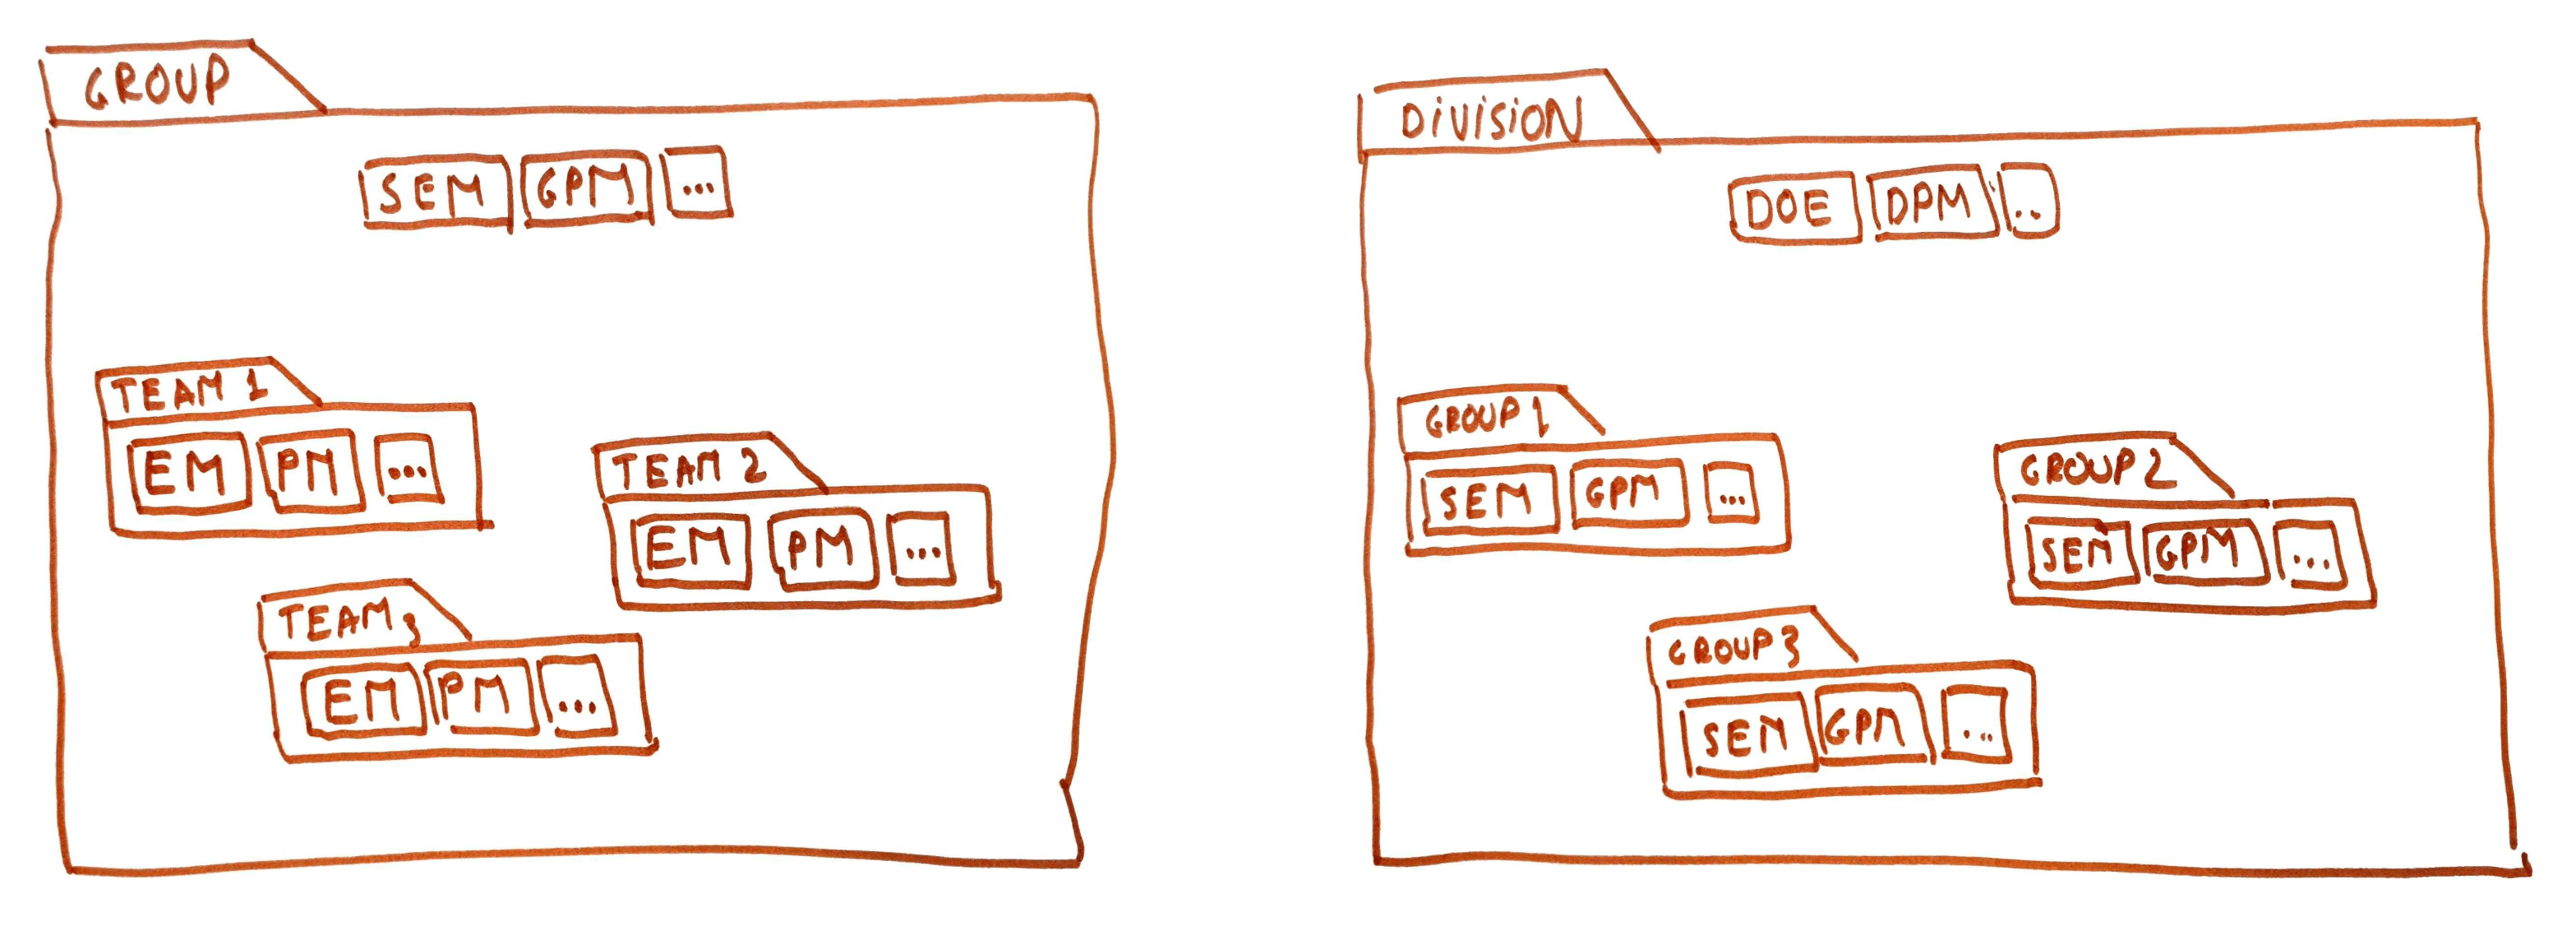 GROUP
SEM GPM ...
TEAM 1
EM PM ...
TEAM 2
EM PM ...
TEAM 3
EM PM ...
DiViSiON
DOE DPM ..
GROUP 1
SEM GPM ...
GROUP 2
SEM GPM ...
GROUP 3
SEM GPM ...